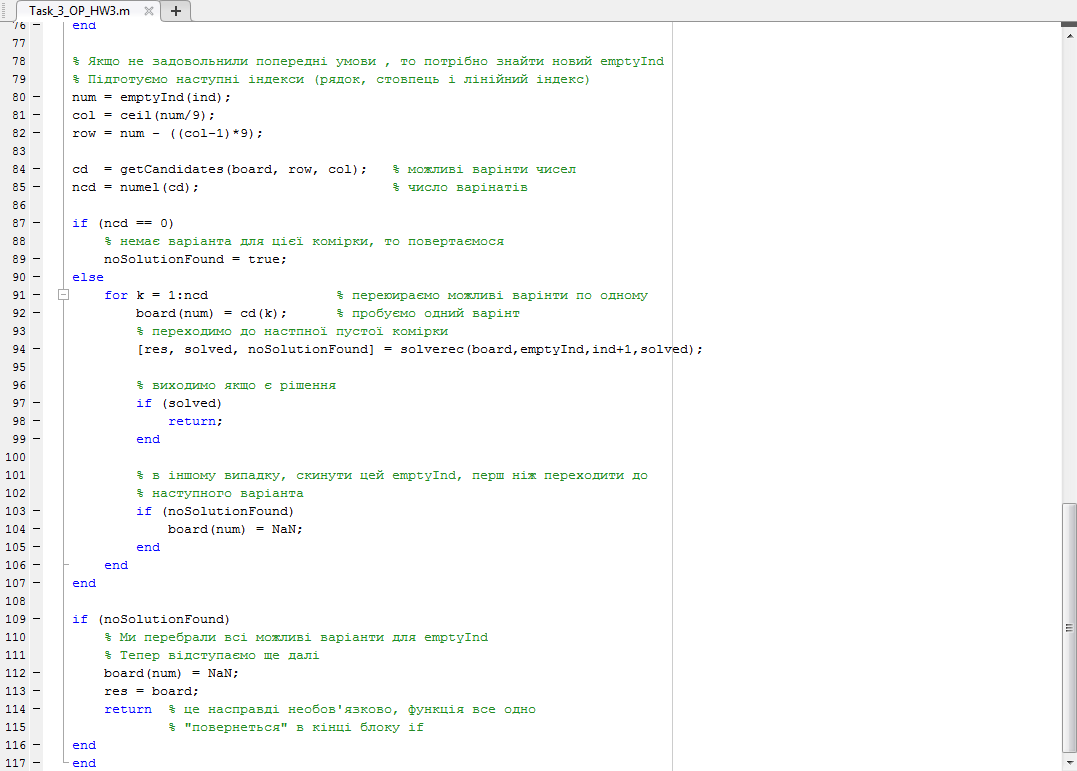 Task_3_OP_HW3.m
76 end
77
78 % Якщо не задовольнили попередні умови , то потрібно знайти новий emptyInd
79 % Підготуємо наступні індекси (рядок, стовпець і лінійний індекс)
80 num = emptyInd(ind);
81 col = ceil(num/9);
82 row = num - ((col-1)*9);
83
84 cd  = getCandidates(board, row, col);   % можливі варінти чисел
85 ncd = numel(cd);                        % число варінатів
86
87 if (ncd == 0)
88     % немає варіанта для цієї комірки, то повертаємося
89     noSolutionFound = true;
90 else
91     for k = 1:ncd                % перекираємо можливі варінти по одному
92         board(num) = cd(k);      % пробуємо один варінт
93         % переходимо до настпної пустої комірки
94         [res, solved, noSolutionFound] = solverec(board,emptyInd,ind+1,solved);
95
96         % виходимо якщо є рішення
97         if (solved)
98             return;
99         end
100
101         % в іншому випадку, скинути цей emptyInd, перш ніж переходити до
102         % наступного варіанта
103         if (noSolutionFound)
104             board(num) = NaN;
105         end
106     end
107 end
108
109 if (noSolutionFound)
110     % Ми перебрали всі можливі варіанти для emptyInd
111     % Тепер відступаємо ще далі
112     board(num) = NaN;
113     res = board;
114     return  % це насправді необов'язково, функція все одно
115             % "повернеться" в кінці блоку if
116 end
117 end